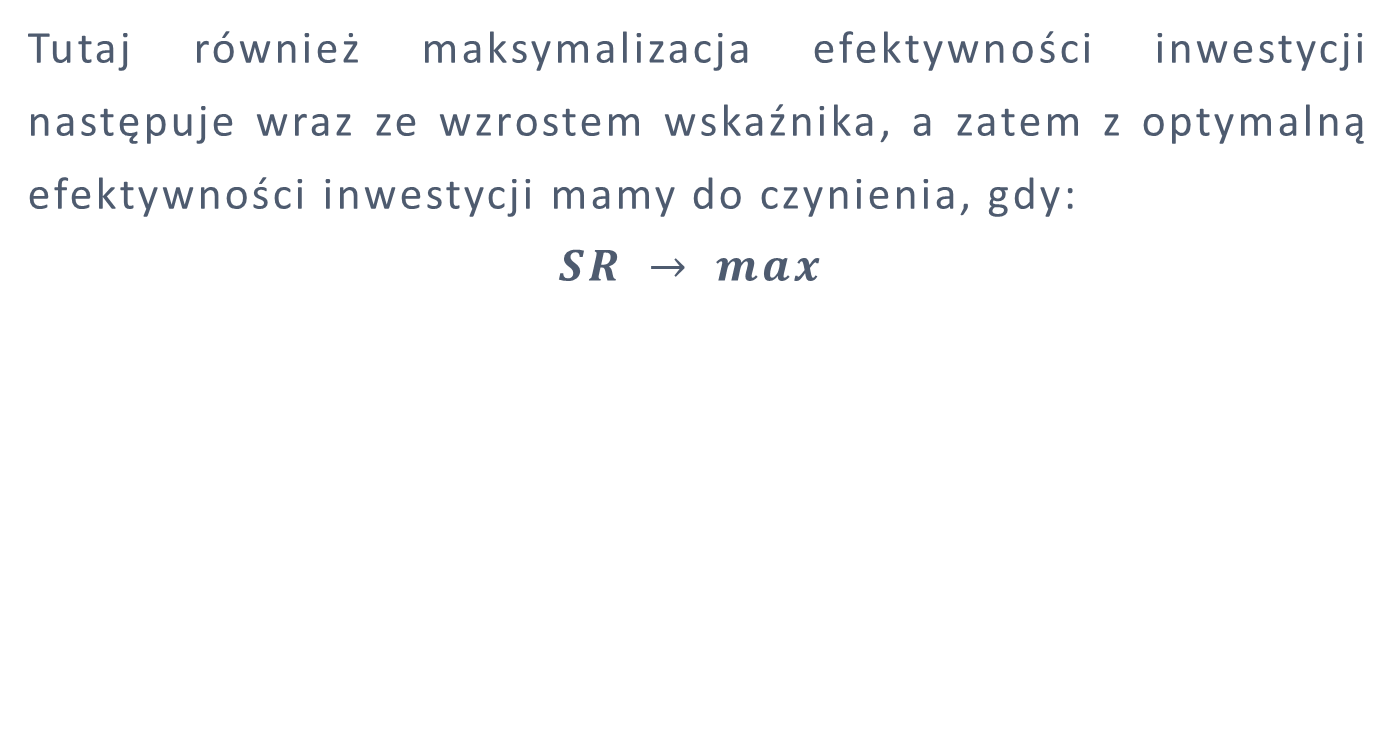 Tutaj również maksymalizacja efektywności inwestycji
następuje wraz ze wzrostem wskaźnika, a zatem z optymalną
efektywności inwestycji mamy do czynienia, gdy:
SR → max